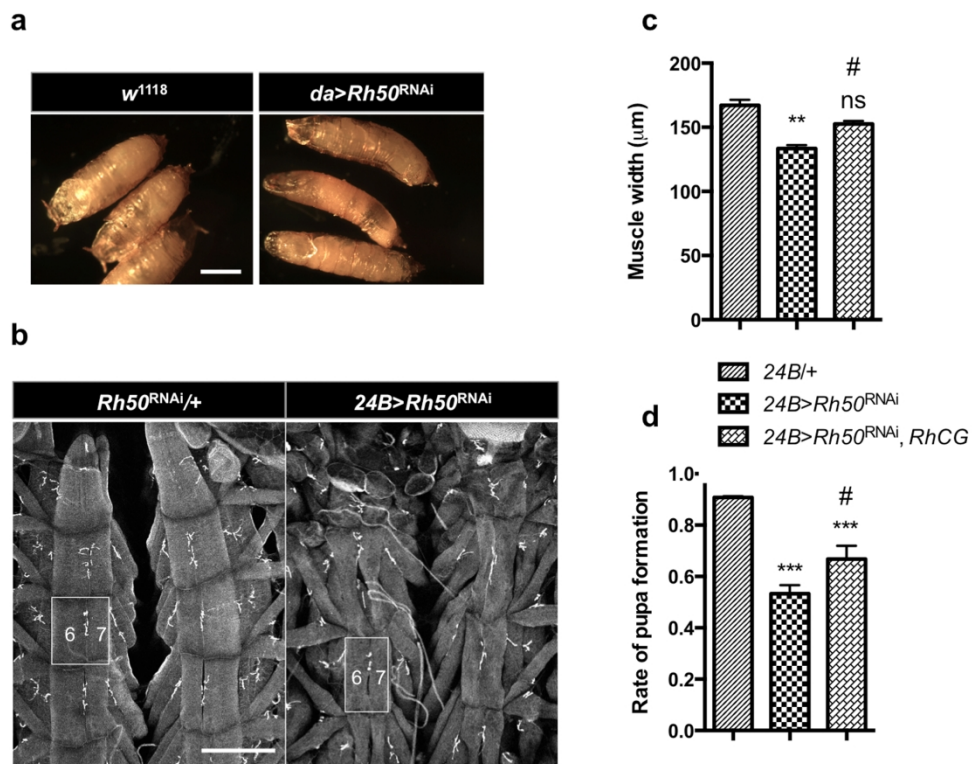 a
w1118
da>Rh50RNAi
b
Rh50RNAi/+
24B>Rh50RNAi
6 7
6 7
c
Muscle width (μm)
200
150
100
50
0
**
#
ns
24B/+
24B>Rh50RNAi
24B>Rh50RNAi, RhCG
d
Rate of pupa formation
1.0
0.8
0.6
0.4
0.2
0.0
***
#
***